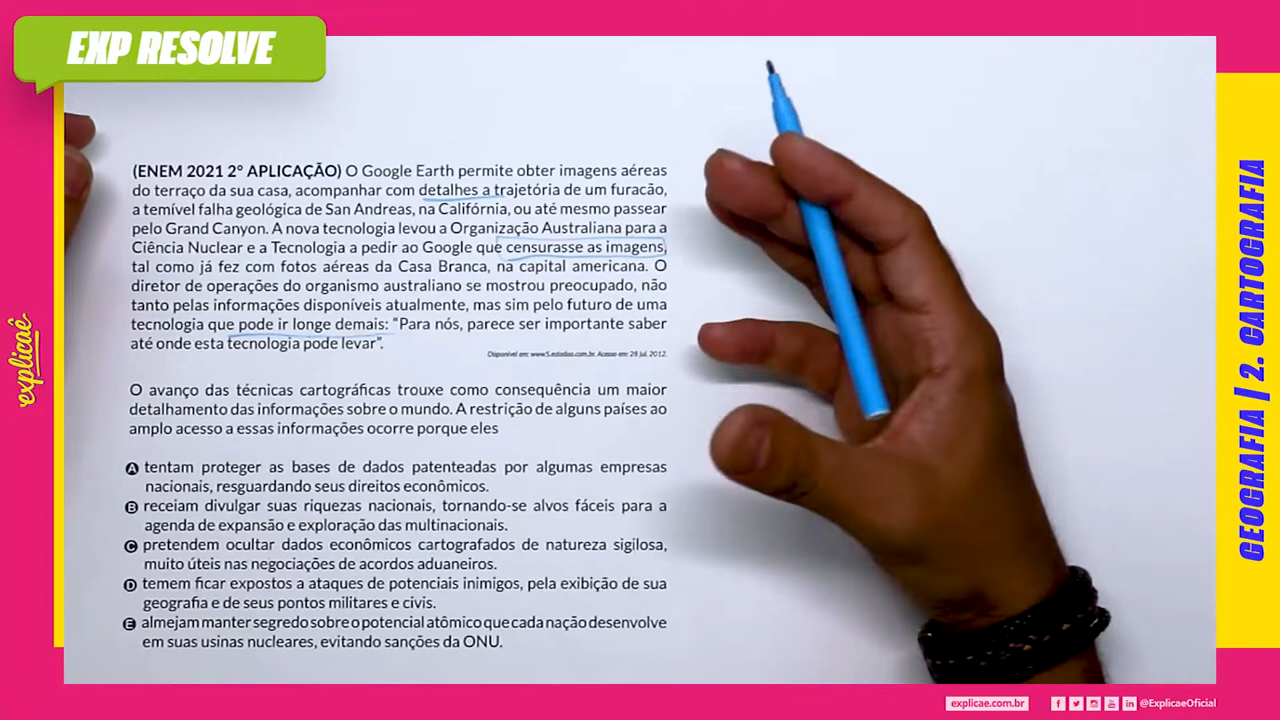 EXP RESOLVE
(ENEM 2021 2° APLICAÇÃO) O Google Earth permite obter imagens aéreas
do terraço da sua casa, acompanhar com detalhes a trajetória de um furacão,
a temível falha geológica de San Andreas, na Califórnia, ou até mesmo passear
pelo Grand Canyon. A nova tecnologia levou a Organização Australiana para a
Ciência Nuclear e a Tecnologia a pedir ao Google que censurasse as imagens,
tal como já fez com fotos aéreas da Casa Branca, na capital americana. O
diretor de operações do organismo australiano se mostrou preocupado, não
tanto pelas informações disponíveis atualmente, mas sim pelo futuro de uma
tecnologia que pode ir longe demais: “Para nós, parece ser importante saber
até onde esta tecnologia pode levar”.
Disponível em: www5.estadao.com.br. Acesso em: 28 jul. 2012.
O avanço das técnicas cartográficas trouxe como consequência um maior
detalhamento das informações sobre o mundo. A restrição de alguns países ao
amplo acesso a essas informações ocorre porque eles
A tentam proteger as bases de dados patenteadas por algumas empresas
nacionais, resguardando seus direitos econômicos.
B receiam divulgar suas riquezas nacionais, tornando-se alvos fáceis para a
agenda de expansão e exploração das multinacionais.
C pretendem ocultar dados econômicos cartografados de natureza sigilosa,
muito úteis nas negociações de acordos aduaneiros.
D temem ficar expostos a ataques de potenciais inimigos, pela exibição de sua
geografia e de seus pontos militares e civis.
E almejam manter segredo sobre o potencial atômico que cada nação desenvolve
em suas usinas nucleares, evitando sanções da ONU.
explicaê
GEOGRAFIA | 2. CARTOGRAFIA
explicae.com.br
@ExplicaeOficial